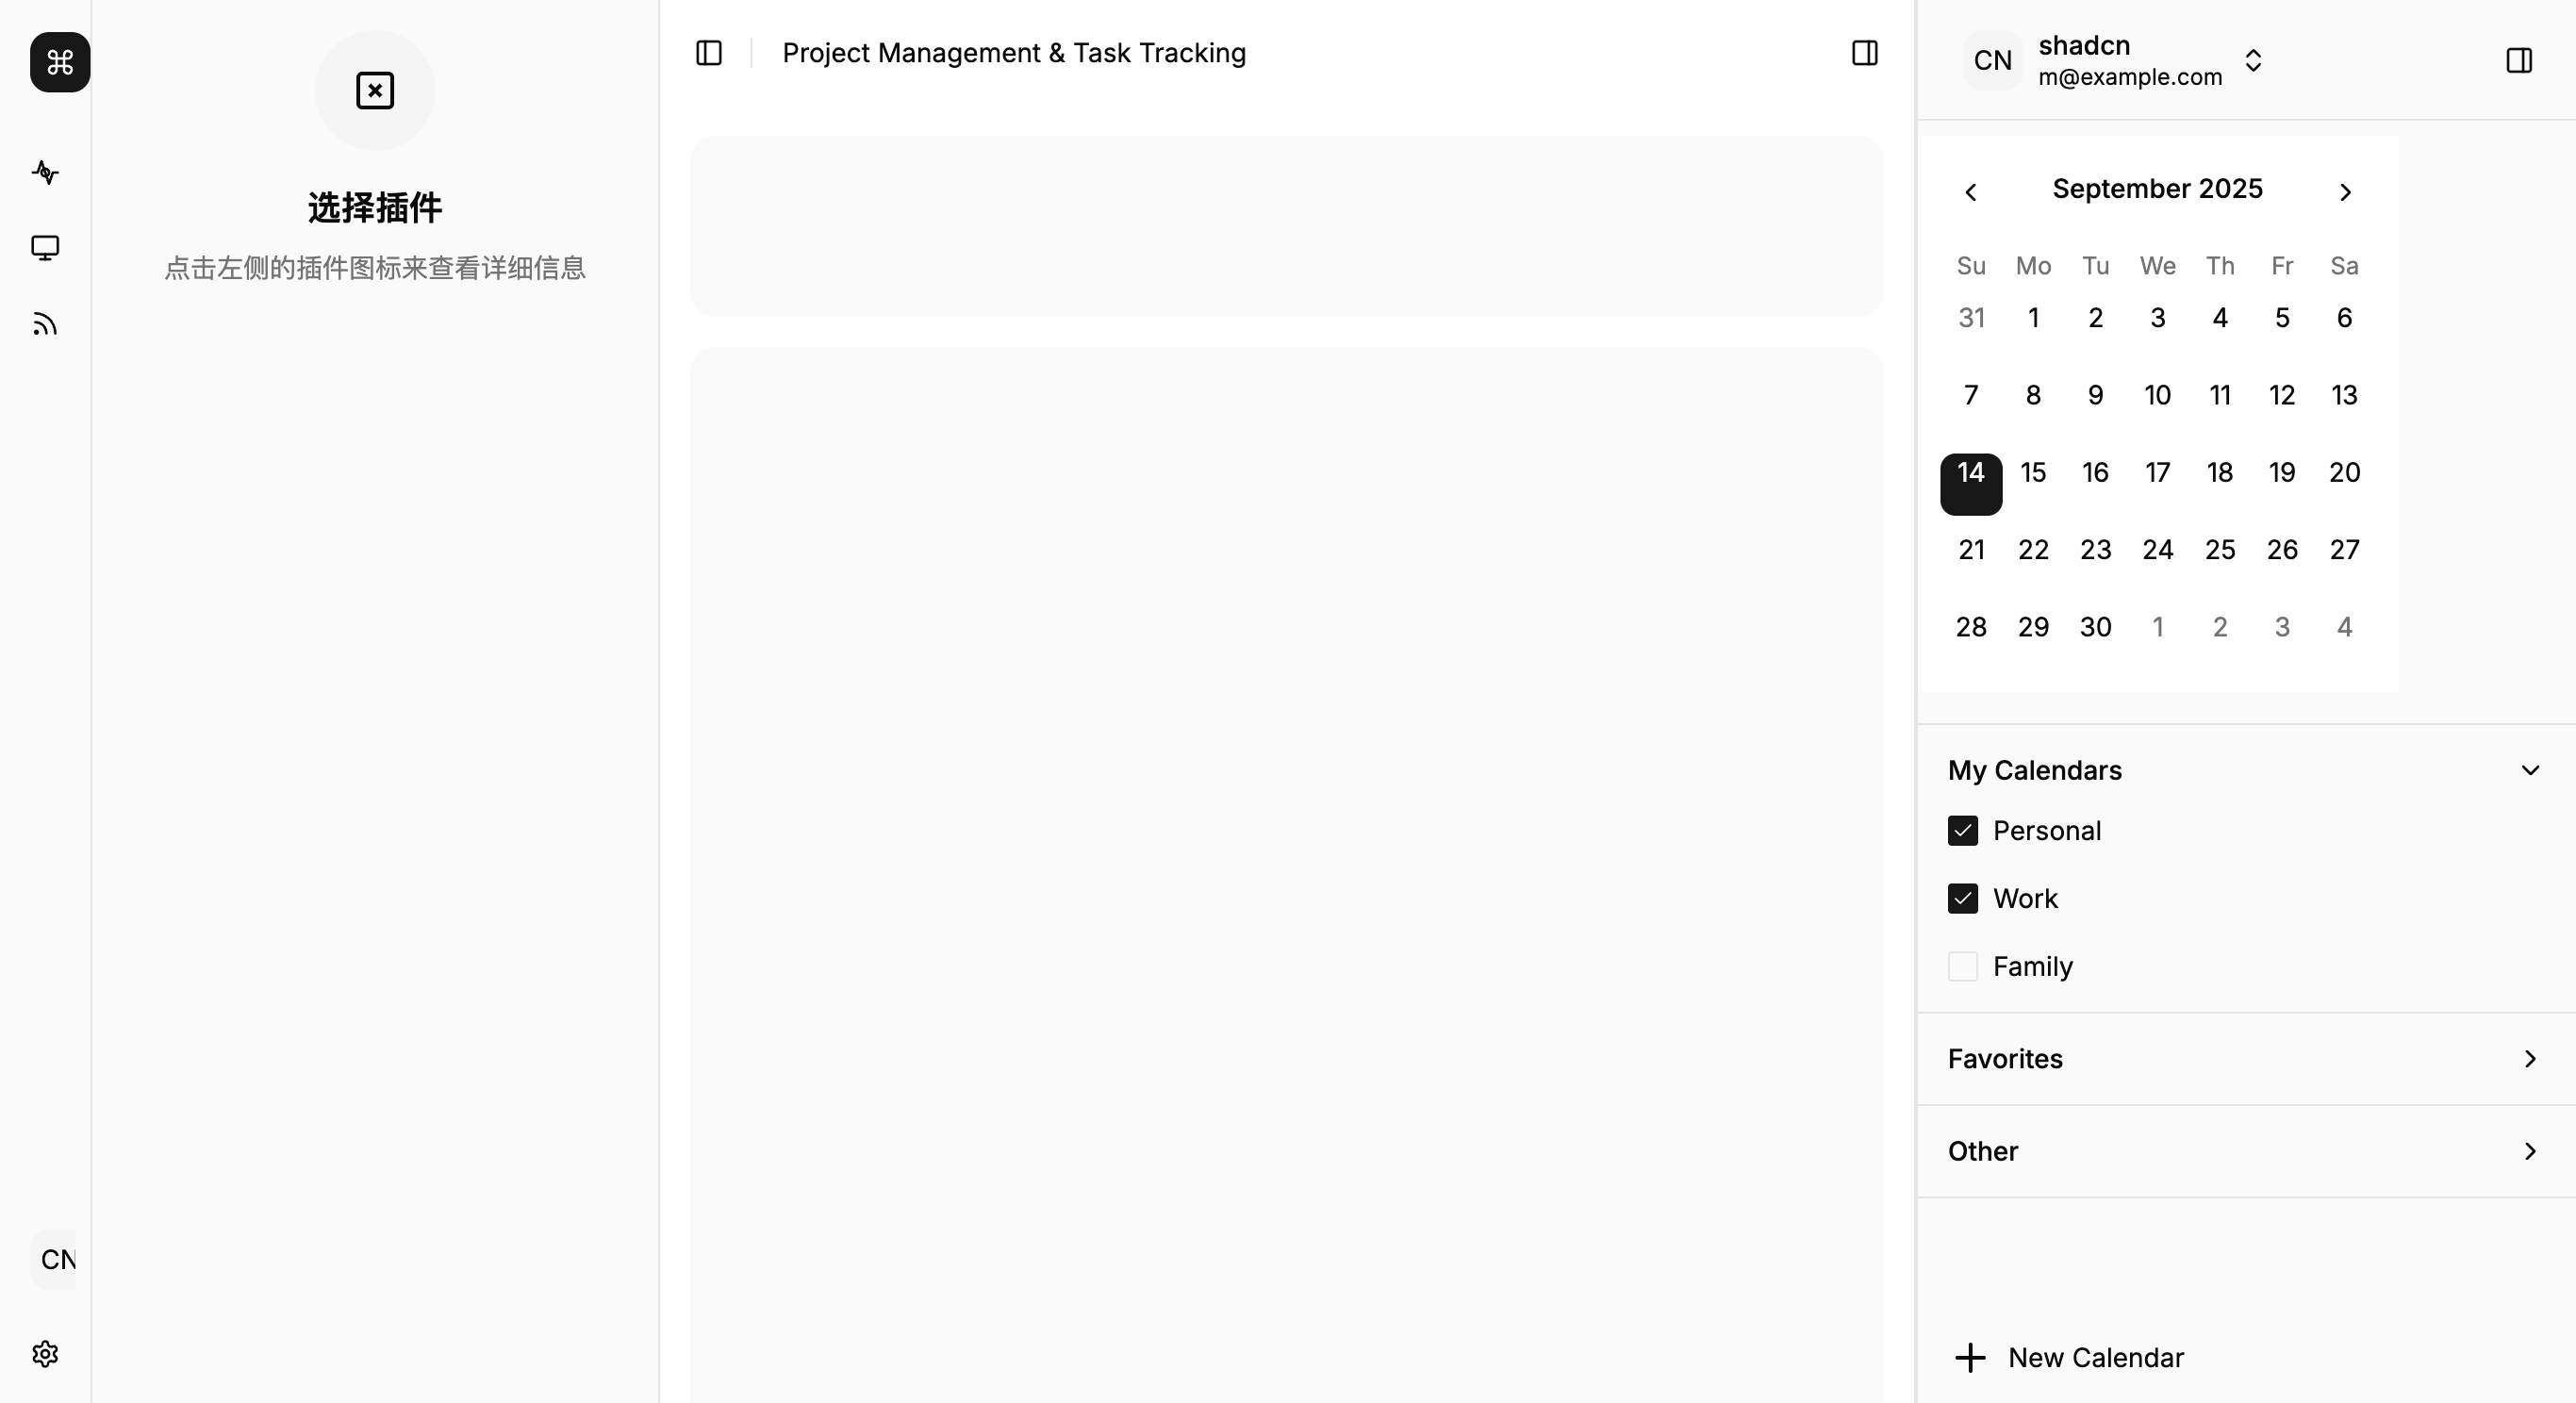 选择插件
点击左侧的插件图标来查看详细信息
CN
Project Management & Task Tracking
CN
shadcn
m@example.com
September 2025
Su Mo Tu We Th Fr Sa
31 1 2 3 4 5 6
7 8 9 10 11 12 13
14 15 16 17 18 19 20
21 22 23 24 25 26 27
28 29 30 1 2 3 4
My Calendars
Personal
Work
Family
Favorites
Other
New Calendar